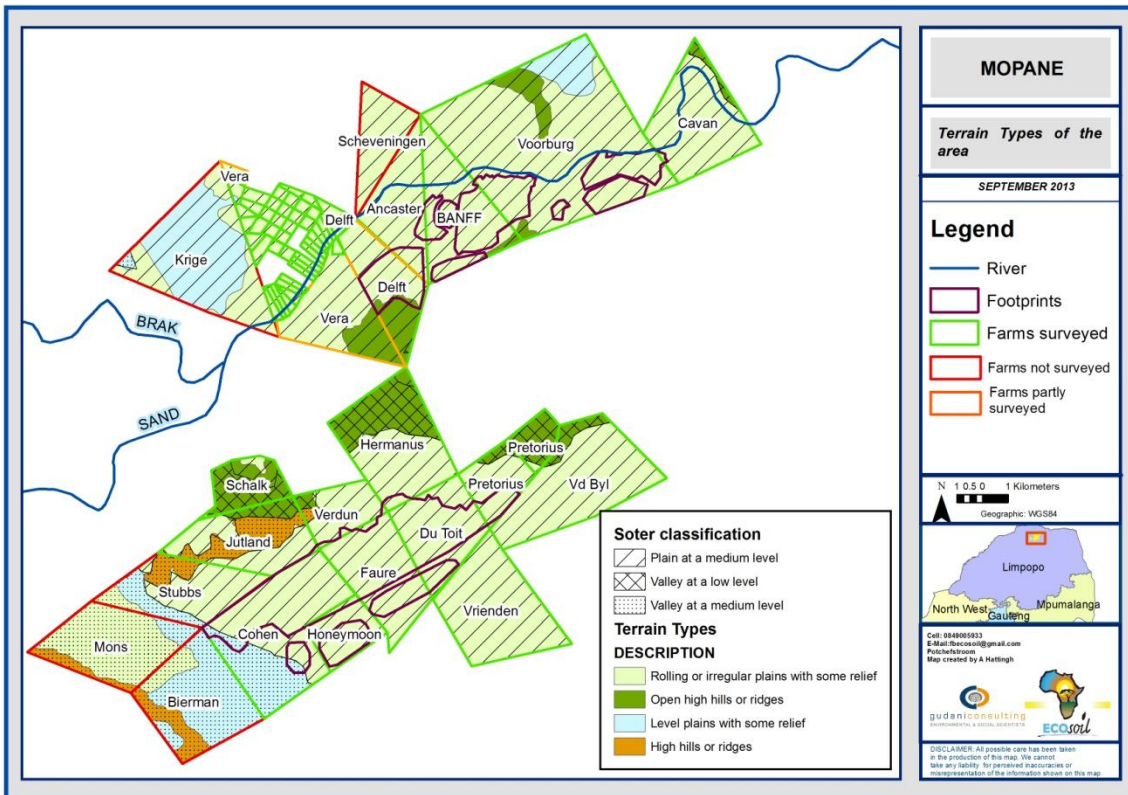 MOPANE
Terrain Types of the
area
SEPTEMBER 2013
Legend
River
Footprints
Farms surveyed
Farms not surveyed
Farms partly
surveyed
N
1 0.5 0 1 Kilometers
Geographic: WGS84
Limpopo
North West
Mpumalanga
Gauteng
Cell: 0849005933
E-Mail:fbecosoil@gmail.com
Potchefstroom
Map created by A Hattingh
gudaniconsulting
ENVIRONMENTAL & SOCIAL SCIENTISTS
ECOsoil
DISCLAIMER: All possible care has been taken
in the production of this map. We cannot
take any liability for perceived inaccuracies or
misrepresentation of the information shown on this map
Cavan
Voorburg
Scheveningen
Vera
Delft
Ancaster
BANFF
Krige
Delft
Vera
BRAK
SAND
Hermanus
Pretorius
Schalk
Pretorius
Vd Byl
Verdun
Du Toit
Jutland
Faure
Stubbs
Vrienden
Cohen
Honeymoon
Mons
Bierman
Soter classification
Plain at a medium level
Valley at a low level
Valley at a medium level
Terrain Types
DESCRIPTION
Rolling or irregular plains with some relief
Open high hills or ridges
Level plains with some relief
High hills or ridges